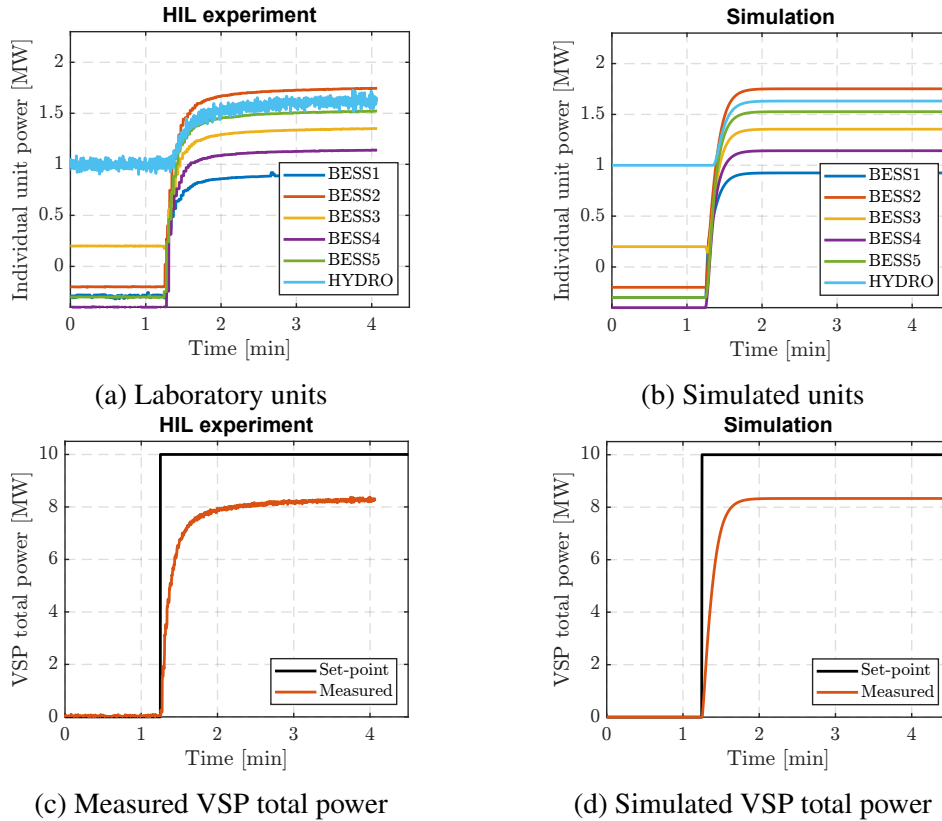 HIL experiment
Individual unit power [MW]
2
1.5
1
0.5
0
BESS1
BESS2
BESS3
BESS4
BESS5
HYDRO
0 1 2 3 4
Time [min]
(a) Laboratory units
Simulation
Individual unit power [MW]
2
1.5
1
0.5
0
BESS1
BESS2
BESS3
BESS4
BESS5
HYDRO
0 1 2 3 4
Time [min]
(b) Simulated units
HIL experiment
VSP total power [MW]
10
8
6
4
2
0
Set-point
Measured
0 1 2 3 4
Time [min]
(c) Measured VSP total power
Simulation
VSP total power [MW]
10
8
6
4
2
0
Set-point
Measured
0 1 2 3 4
Time [min]
(d) Simulated VSP total power